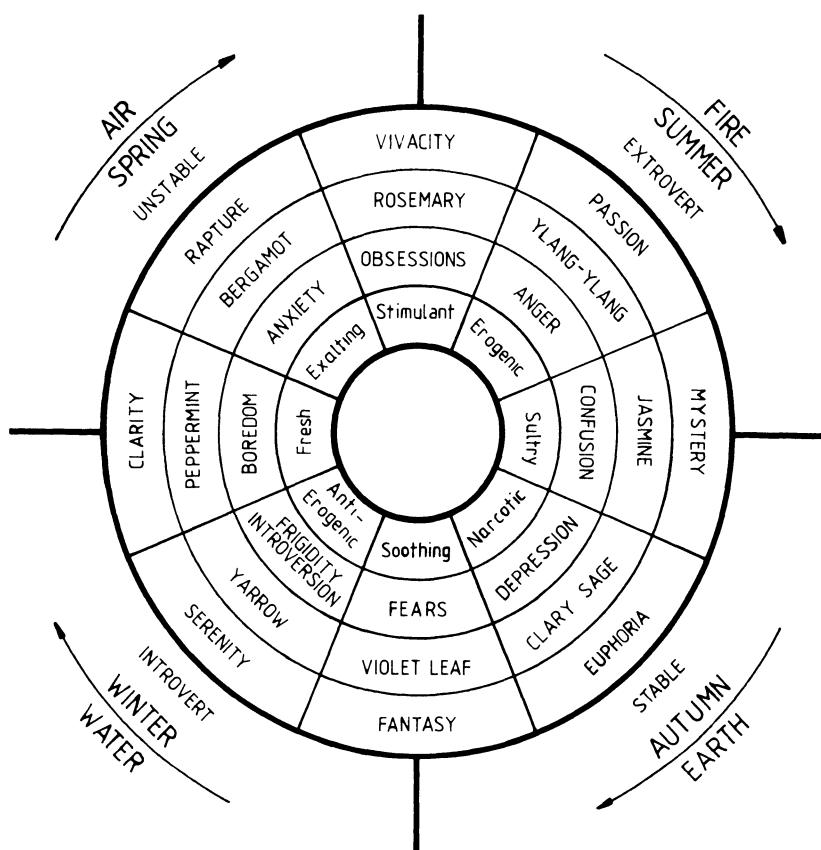 AIR
SPRING
UNSTABLE
FIRE
SUMMER
EXTROVERT
VIVACITY
ROSEMARY
OBSESSIONS
Stimulant
PASSION
YLANG-YLANG
ANGER
Erogenic
MYSTERY
JASMINE
CONFUSION
Sultry
EUPHORIA
CLARY SAGE
DEPRESSION
Narcotic
FANTASY
VIOLET LEAF
FEARS
Soothing
SERENITY
YARROW
FRIGIDITY
INTROVERSION
Anti-
Erogenic
CLARITY
PEPPERMINT
BOREDOM
Fresh
RAPTURE
BERGAMOT
ANXIETY
Exalting
STABLE
AUTUMN
EARTH
INTROVERT
WINTER
WATER